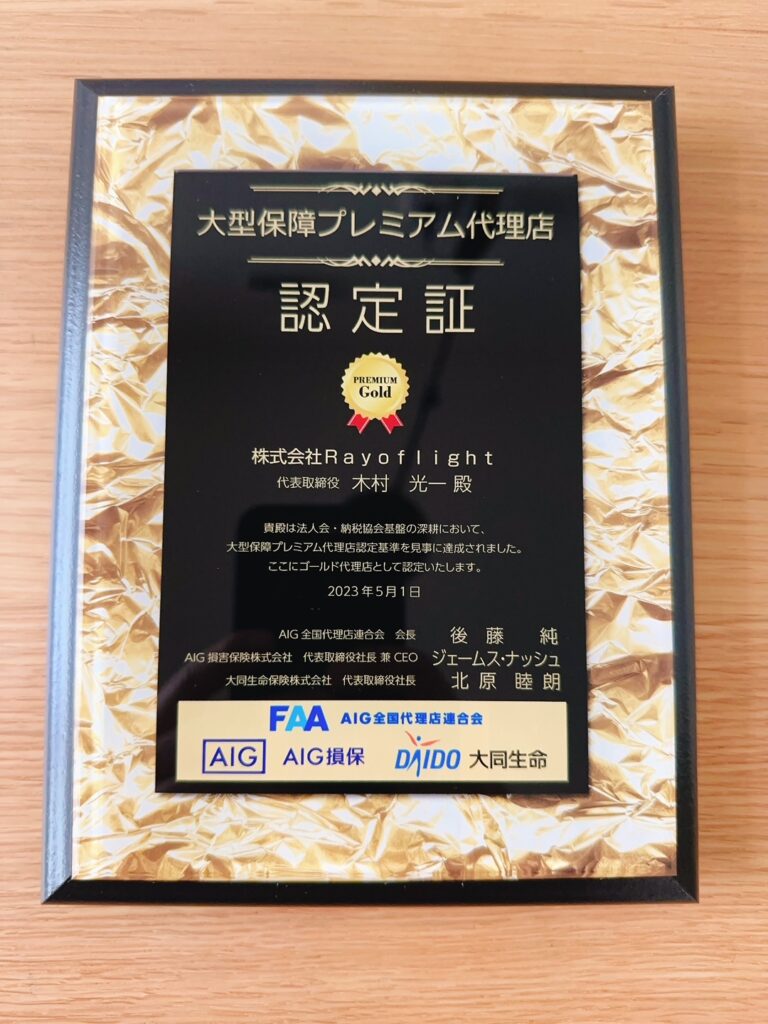 大型保障プレミアム代理店
認定証
PREMIUM
Gold
株式会社Rayoflight
代表取締役 木村 光一 殿
貴殿は法人会・納税協会基盤の深耕において、
大型保障プレミアム代理店認定基準を見事に達成されました。
ここにゴールド代理店として認定いたします。
2023年5月1日
AIG全国代理店連合会 会長 後藤 純
AIG損害保険株式会社 代表取締役社長 兼 CEO ジェームス・ナッシュ
大同生命保険株式会社 代表取締役社長 北原 睦朗
FAA AIG全国代理店連合会
AIG AIG損保 DAIDO 大同生命